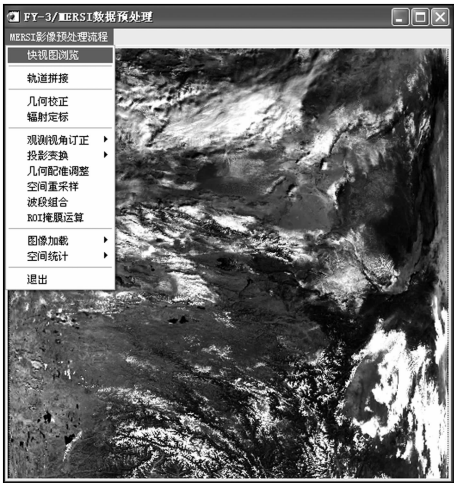 FY-3/MERSI数据预处理
MERSI影像预处理流程
快视图浏览
轨道拼接
几何校正
辐射定标
观测视角订正
投影变换
几何配准调整
空间重采样
波段组合
ROI掩膜运算
图像加载
空间统计
退出